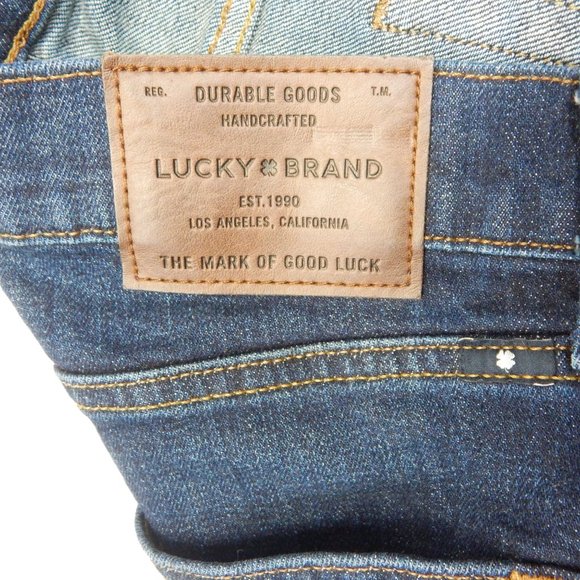 REG. DURABLE GOODS T.M.
HANDCRAFTED
LUCKY BRAND
EST.1990
LOS ANGELES, CALIFORNIA
THE MARK OF GOOD LUCK